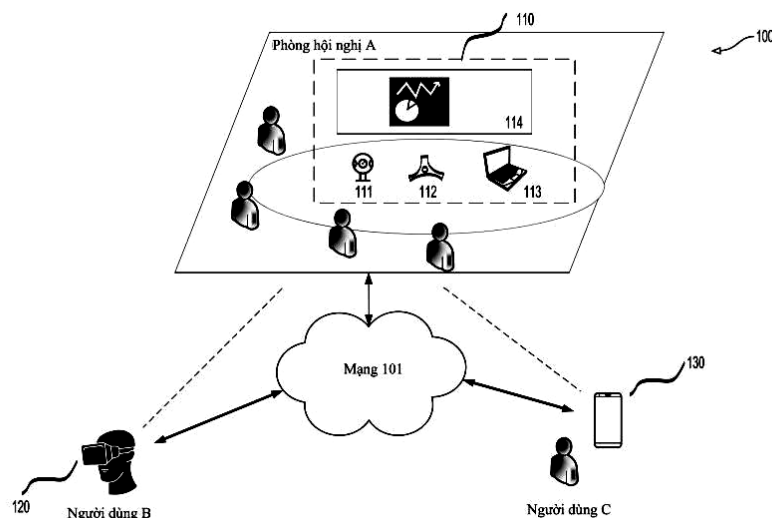 110
100
Phòng hội nghị A
114
111
112
113
Mạng 101
130
120
Người dùng B
Người dùng C